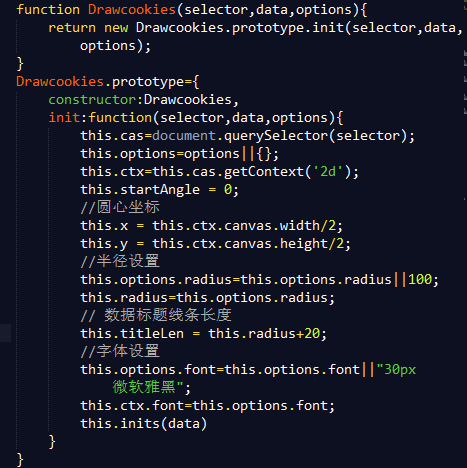 function Drawcookies(selector,data,options){
    return new Drawcookies.prototype.init(selector,data,
        options);
}
Drawcookies.prototype={
    constructor:Drawcookies,
    init:function(selector,data,options){
        this.cas=document.querySelector(selector);
        this.options=options||{};
        this.ctx=this.cas.getContext('2d');
        this.startAngle = 0;
        //圆心坐标
        this.x = this.ctx.canvas.width/2;
        this.y = this.ctx.canvas.height/2;
        //半径设置
        this.options.radius=this.options.radius||100;
        this.radius=this.options.radius;
        // 数据标题线条长度
        this.titleLen = this.radius+20;
        //字体设置
        this.options.font=this.options.font||"30px
            微软雅黑";
        this.ctx.font=this.options.font;
        this.inits(data)
    }
}